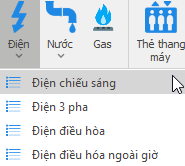 Điện Nước Gas Thẻ thang máy
Điện chiếu sáng
Điện 3 pha
Điện điều hòa
Điện điều hóa ngoài giờ